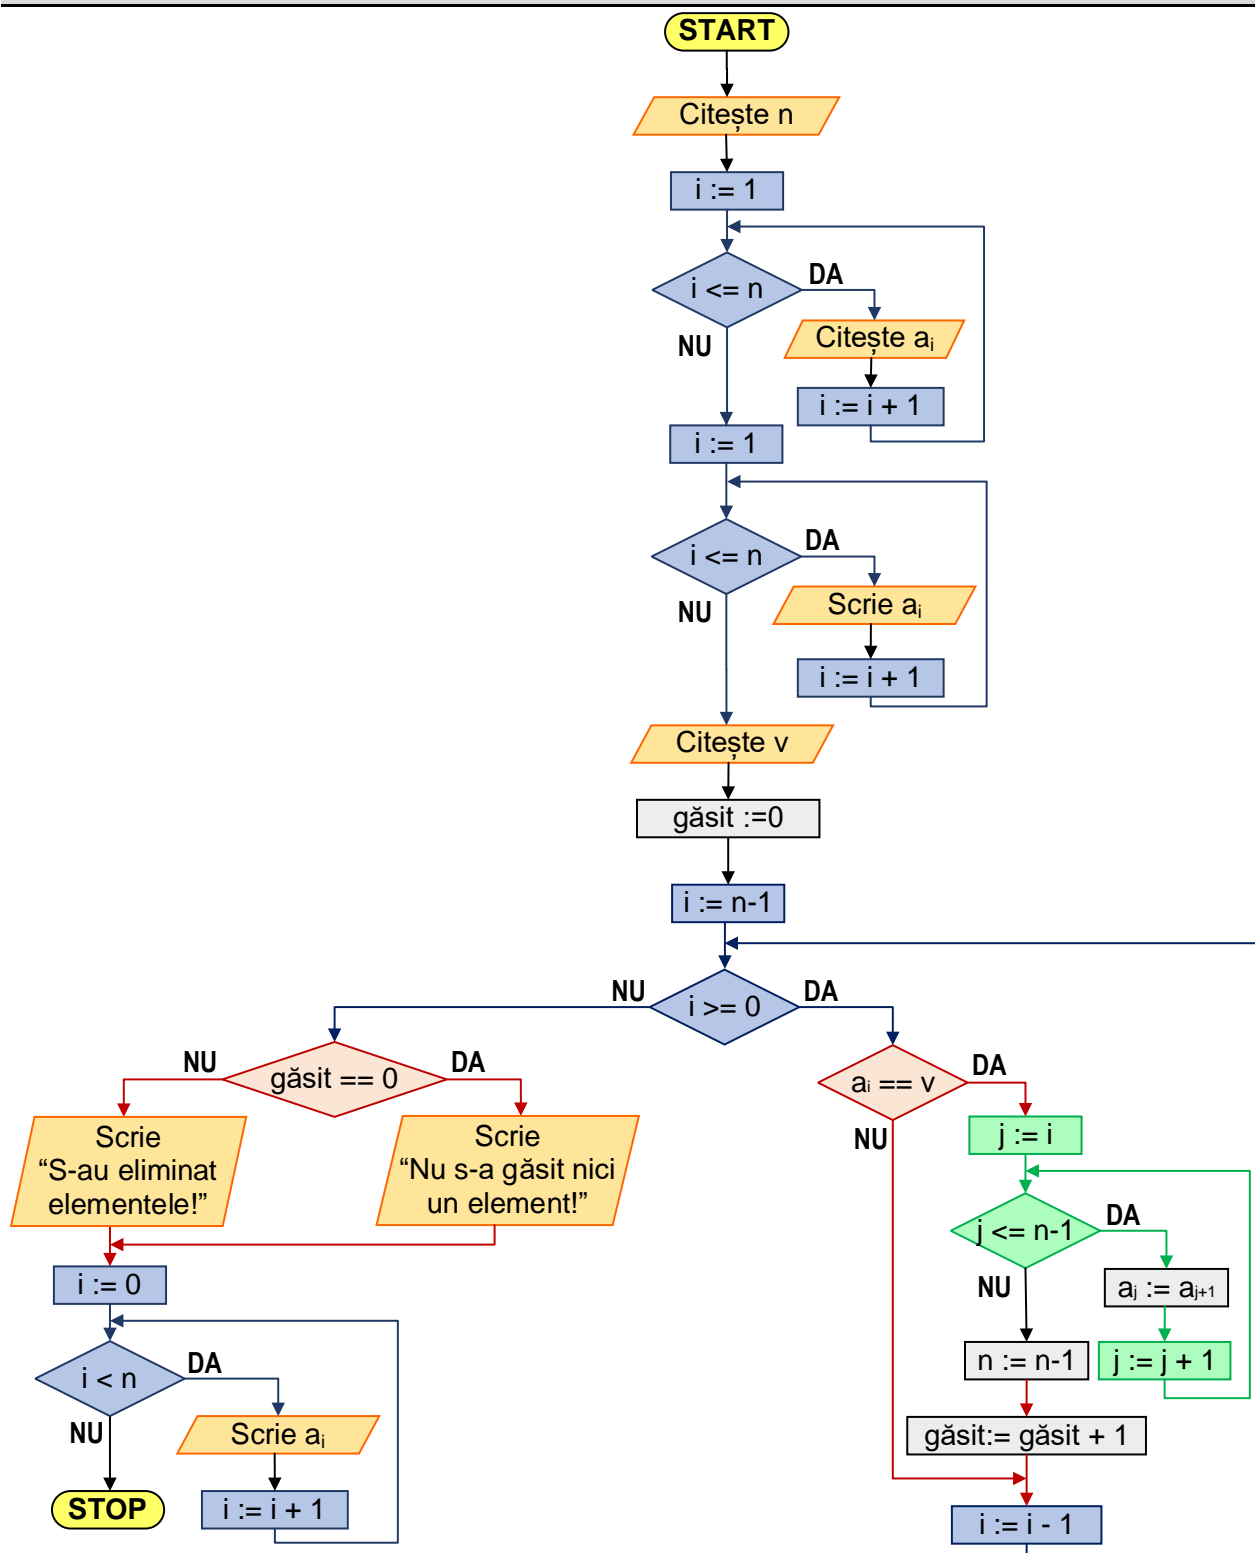 START
Citește n
i := 1
i <= n
DA
NU
Citește ai
i := i + 1
i := 1
i <= n
DA
NU
Scrie ai
i := i + 1
Citește v
găsit :=0
i := n-1
i >= 0
NU
DA
găsit == 0
NU
DA
Scrie
“S-au eliminat
elementele!”
Scrie
“Nu s-a găsit nici
un element!”
i := 0
i < n
DA
NU
Scrie ai
i := i + 1
STOP
ai == v
DA
NU
j := i
j <= n-1
DA
NU
aj := aj+1
j := j + 1
n := n-1
găsit:= găsit + 1
i := i - 1